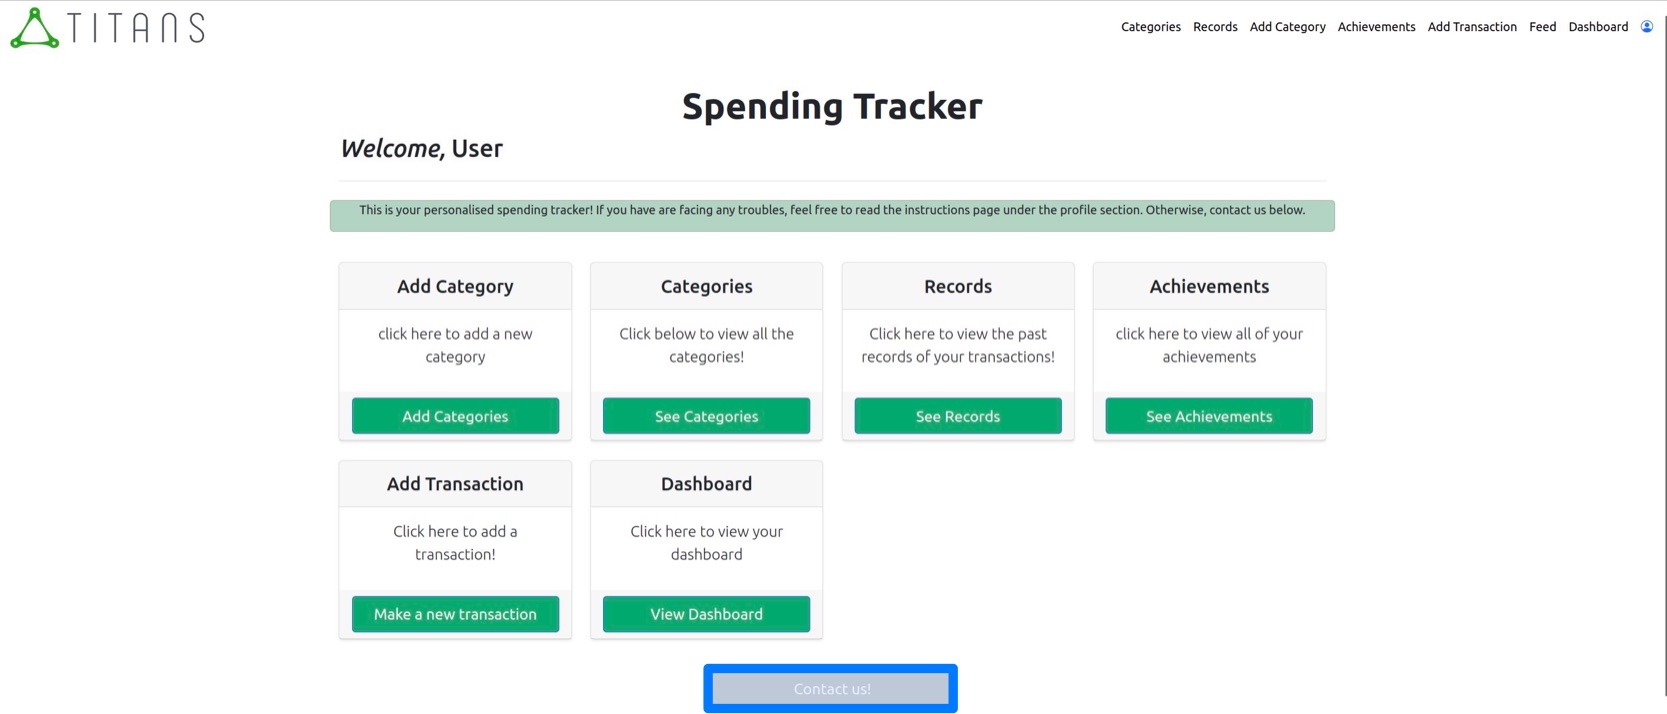 TITANS
Categories Records Add Category Achievements Add Transaction Feed Dashboard
Spending Tracker
Welcome, User
This is your personalised spending tracker! If you have are facing any troubles, feel free to read the instructions page under the profile section. Otherwise, contact us below.
Add Category
click here to add a new
category
Add Categories
Categories
Click below to view all the
categories!
See Categories
Records
Click here to view the past
records of your transactions!
See Records
Achievements
click here to view all of your
achievements
See Achievements
Add Transaction
Click here to add a
transaction!
Make a new transaction
Dashboard
Click here to view your
dashboard
View Dashboard
Contact us!